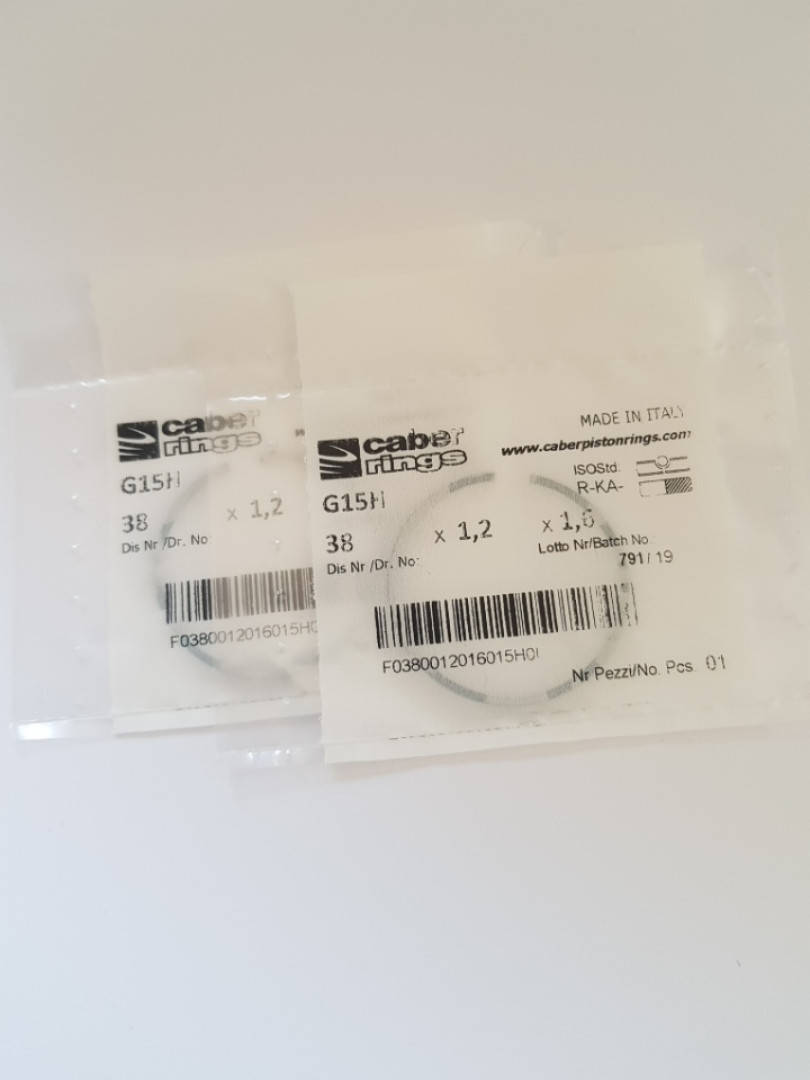 caber
rings
G15H
38 x 1,2
Dis Nr /Dr. No:
F0380012016015H0
caber
rings
MADE IN ITALY
www.caberpistonrings.com
G15H
ISOStd:
R-KA-
38 x 1,2 x 1,6
Dis Nr /Dr. No:
Lotto Nr/Batch No
791/ 19
F0380012016015H0
Nr Pezzi/No. Pcs. 01